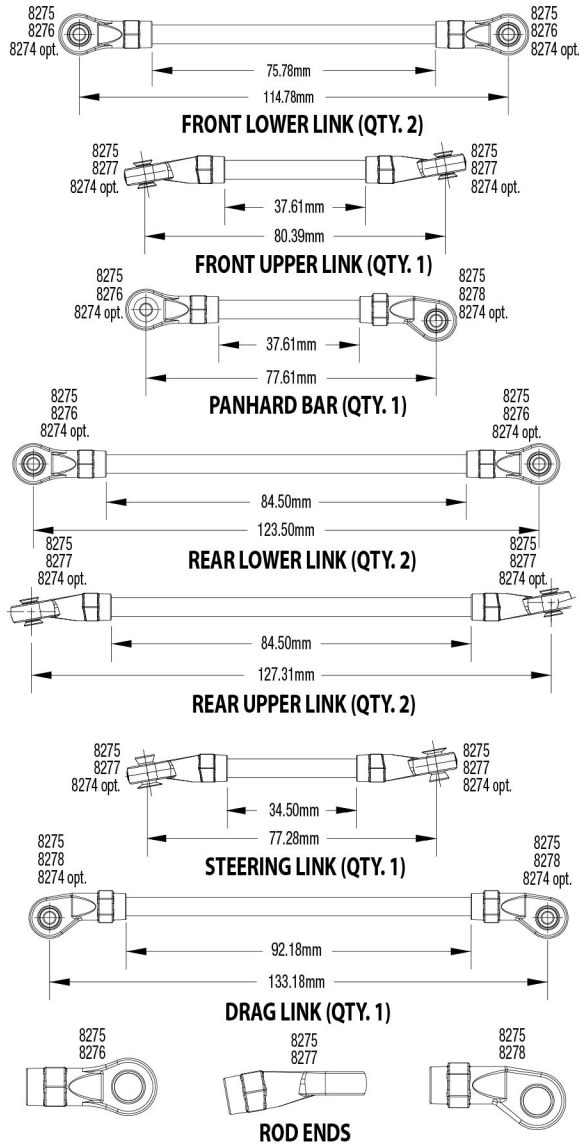 8275
8276
8274 opt.
8275
8276
8274 opt.
75.78mm
114.78mm
FRONT LOWER LINK (QTY. 2)
8275
8277
8274 opt.
8275
8277
8274 opt.
37.61mm
80.39mm
FRONT UPPER LINK (QTY. 1)
8275
8276
8274 opt.
8275
8278
8274 opt.
37.61mm
77.61mm
PANHARD BAR (QTY. 1)
8275
8276
8274 opt.
8275
8276
8274 opt.
84.50mm
123.50mm
REAR LOWER LINK (QTY. 2)
8275
8277
8274 opt.
8275
8277
8274 opt.
84.50mm
127.31mm
REAR UPPER LINK (QTY. 2)
8275
8277
8274 opt.
8275
8277
8274 opt.
34.50mm
77.28mm
STEERING LINK (QTY. 1)
8275
8278
8274 opt.
8275
8278
8274 opt.
92.18mm
133.18mm
DRAG LINK (QTY. 1)
8275
8276
8275
8277
8275
8278
ROD ENDS